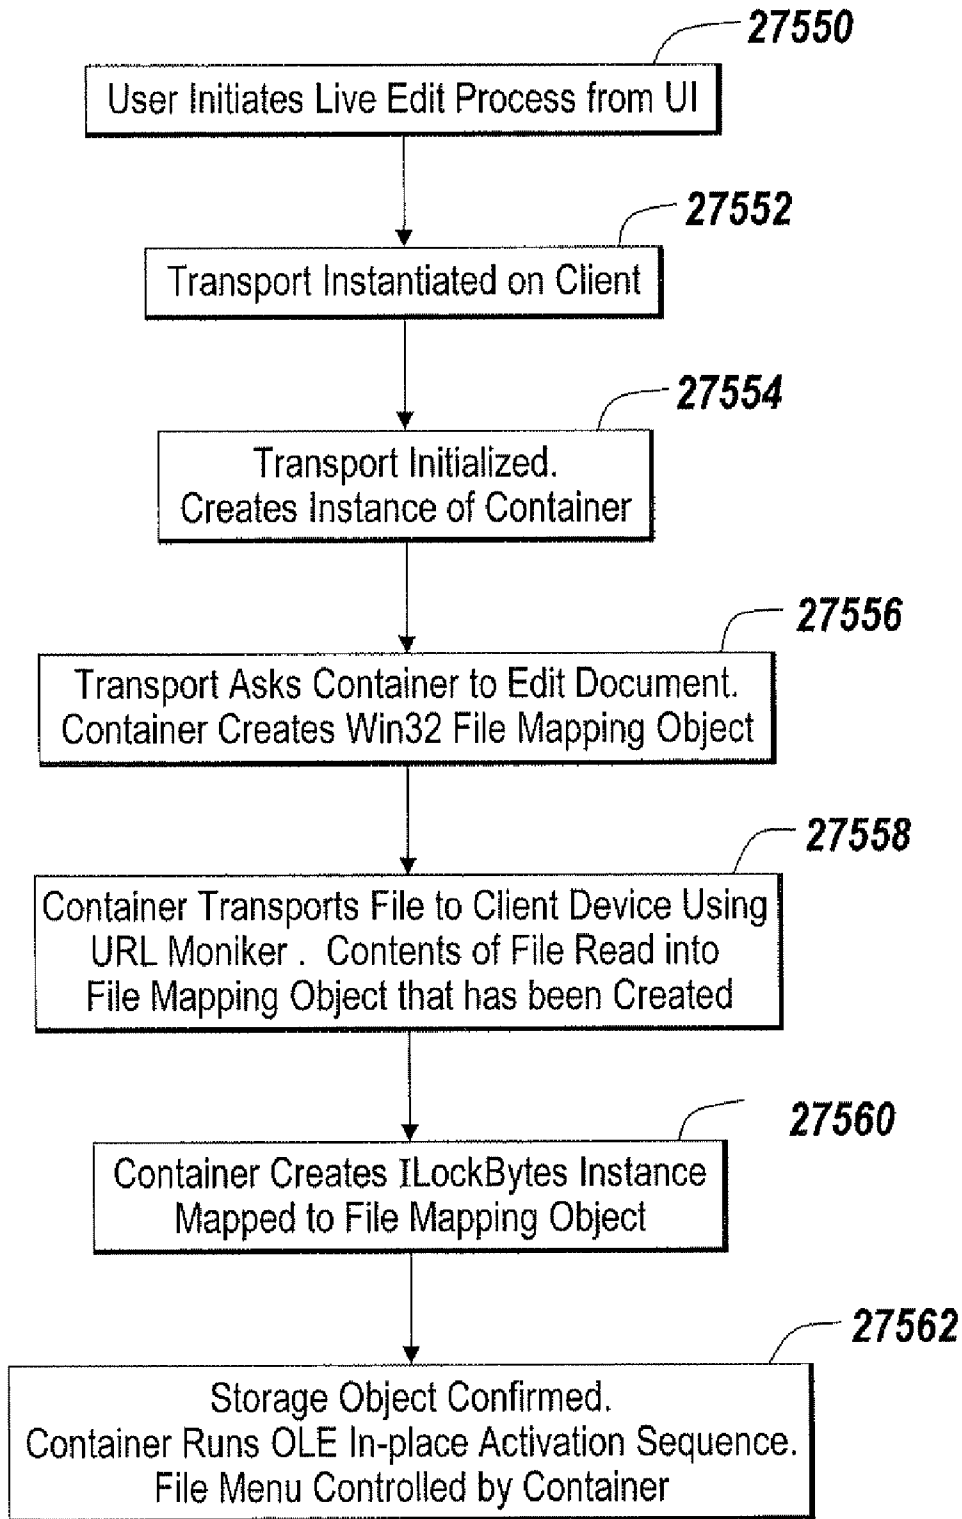 27550
User Initiates Live Edit Process from UI
27552
Transport Instantiated on Client
27554
Transport Initialized.
Creates Instance of Container
27556
Transport Asks Container to Edit Document.
Container Creates Win32 File Mapping Object
27558
Container Transports File to Client Device Using
URL Moniker . Contents of File Read into
File Mapping Object that has been Created
27560
Container Creates ILockBytes Instance
Mapped to File Mapping Object
27562
Storage Object Confirmed.
Container Runs OLE In-place Activation Sequence.
File Menu Controlled by Container